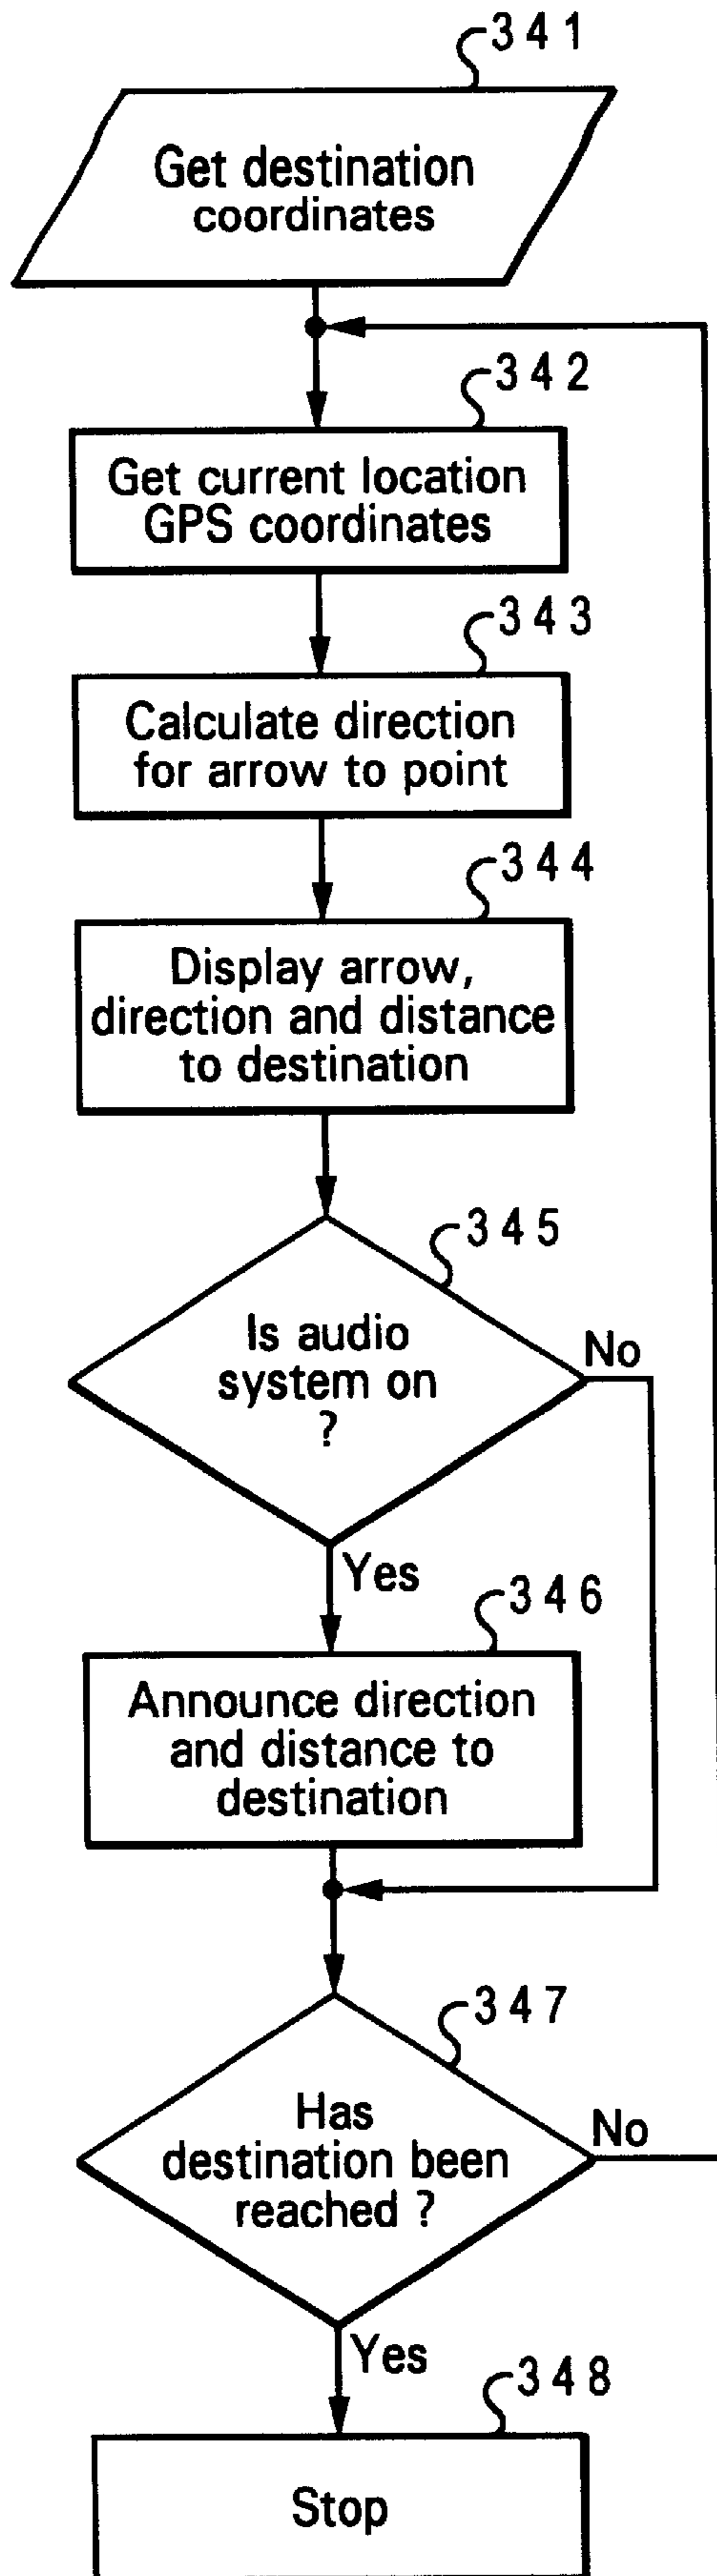 341
Get destination
coordinates
342
Get current location
GPS coordinates
343
Calculate direction
for arrow to point
344
Display arrow,
direction and distance
to destination
345
Is audio
system on
?
No
Yes
346
Announce direction
and distance to
destination
347
Has
destination been
reached ?
No
Yes
348
Stop